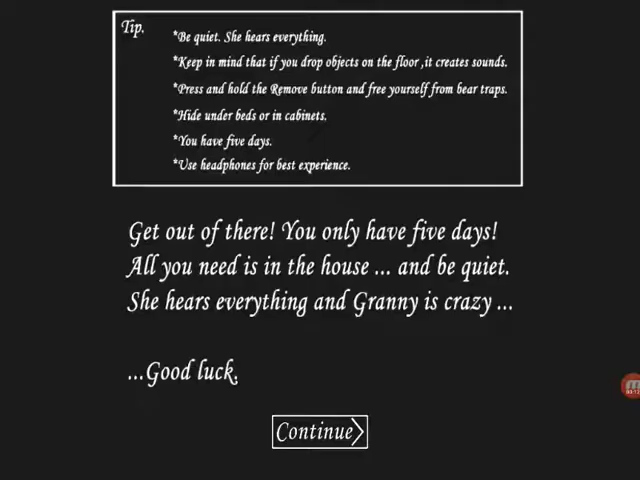 Tip.
*Be quiet. She hears everything.
*Keep in mind that if you drop objects on the floor ,it creates sounds.
*Press and hold the Remove button and free yourself from bear traps.
*Hide under beds or in cabinets.
*You have five days.
*Use headphones for best experience.
Get out of there! You only have five days!
All you need is in the house ... and be quiet.
She hears everything and Granny is crazy ...
...Good luck.
Continue>